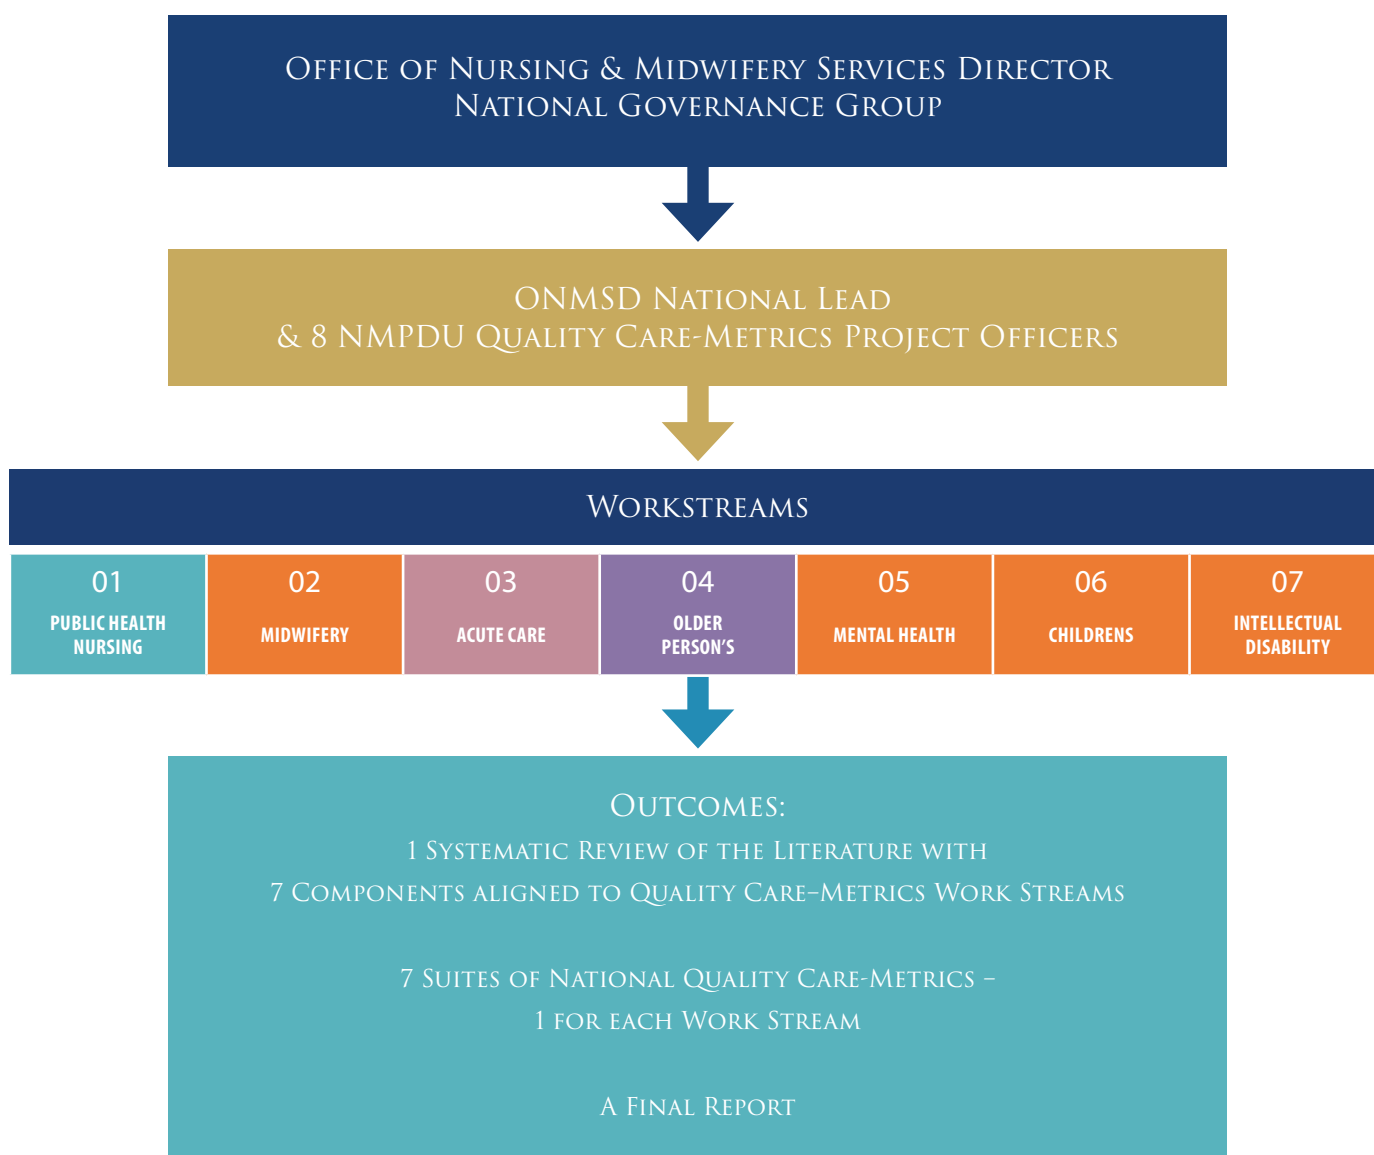 Office of Nursing & Midwifery Services Director
National Governance Group
ONMSD National Lead
& 8 NMPDU Quality Care-Metrics Project Officers
Workstreams
01
PUBLIC HEALTH
NURSING
02
MIDWIFERY
03
ACUTE CARE
04
OLDER
PERSON'S
05
MENTAL HEALTH
06
CHILDRENS
07
INTELLECTUAL
DISABILITY
Outcomes:
1 Systematic Review of the Literature with
7 Components aligned to Quality Care–Metrics Work Streams
7 Suites of National Quality Care-Metrics –
1 for each Work Stream
A Final Report